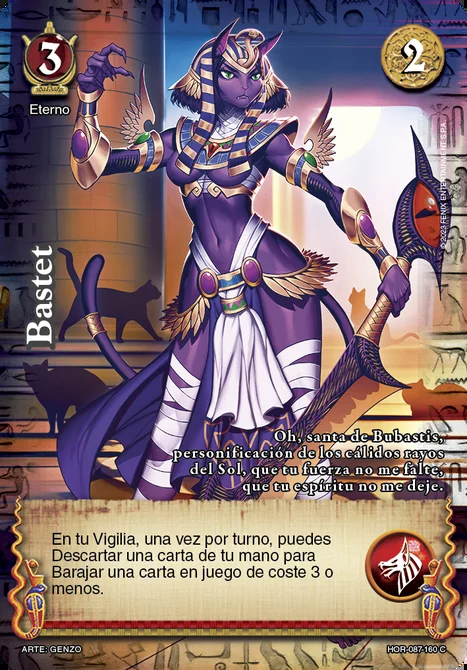 3
2
Eterno
© 2023 FENIX ENTERTAINMENT S.P.A.
Bastet
Oh, santa de Bubastis,
personificación de los cálidos rayos
del Sol, que tu fuerza no me falte,
que tu espíritu no me deje.
En tu Vigilia, una vez por turno, puedes
Descartar una carta de tu mano para
Barajar una carta en juego de coste 3 o
menos.
ARTE: GENZO
HOR-087-160 C